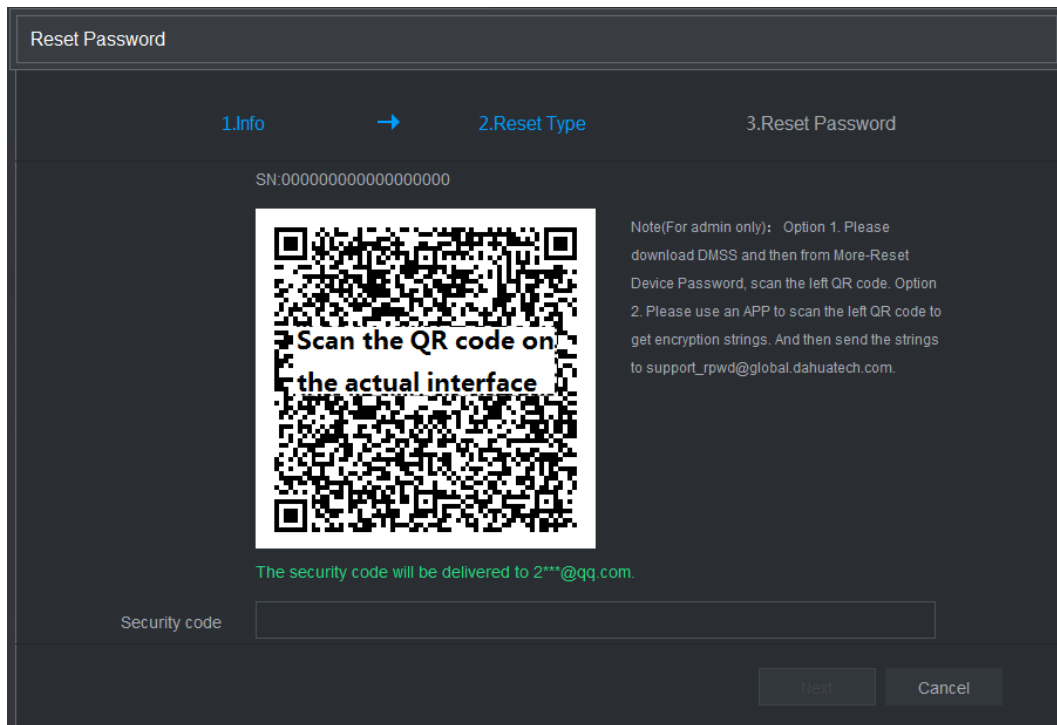 Reset Password
1.Info → 2.Reset Type 3.Reset Password
SN:000000000000000000
Note(For admin only)： Option 1. Please
download DMSS and then from More-Reset
Device Password, scan the left QR code. Option
2. Please use an APP to scan the left QR code to
get encryption strings. And then send the strings
to support_rpwd@global.dahuatech.com.
Scan the QR code on
the actual interface
The security code will be delivered to 2***@qq.com.
Security code
Next Cancel